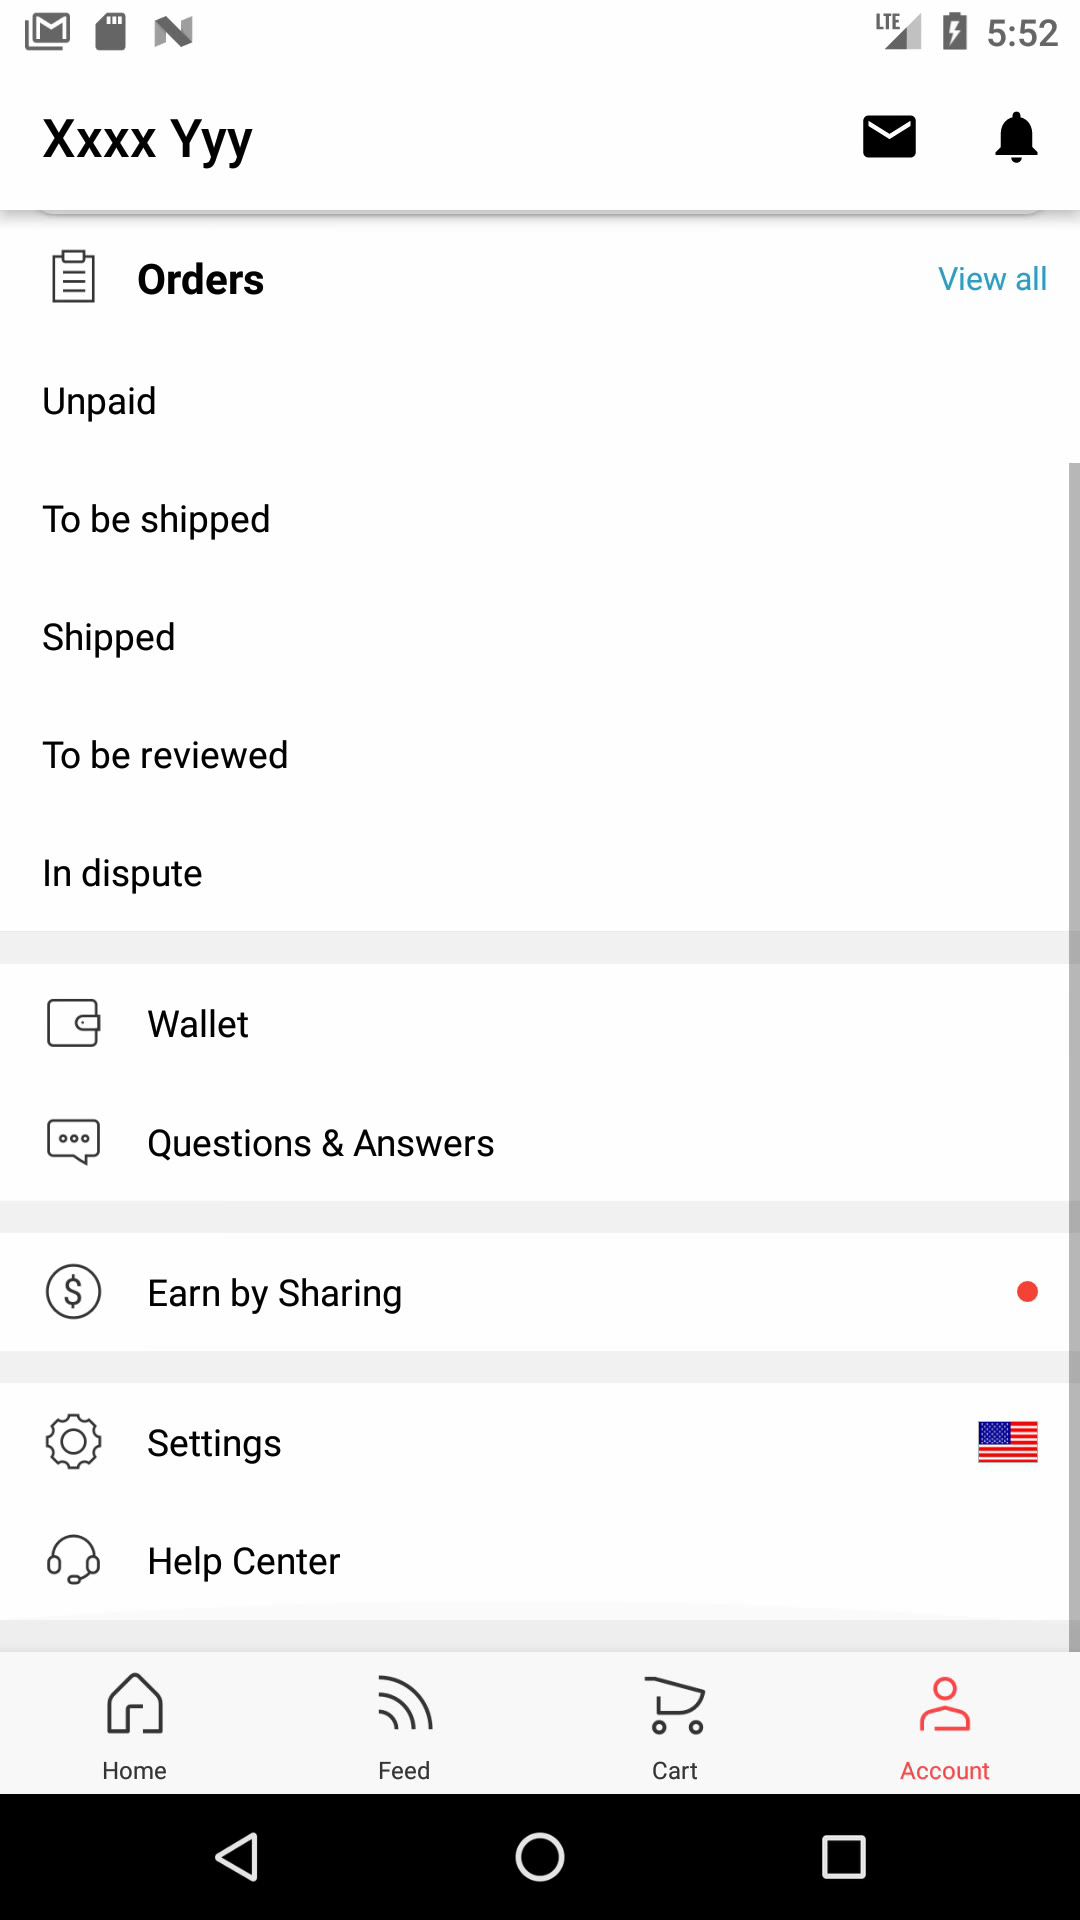 LTE 5:52
Xxxx Yyy
Orders View all
Unpaid
To be shipped
Shipped
To be reviewed
In dispute
Wallet
Questions & Answers
$ Earn by Sharing
Settings
Help Center
Home Feed Cart Account